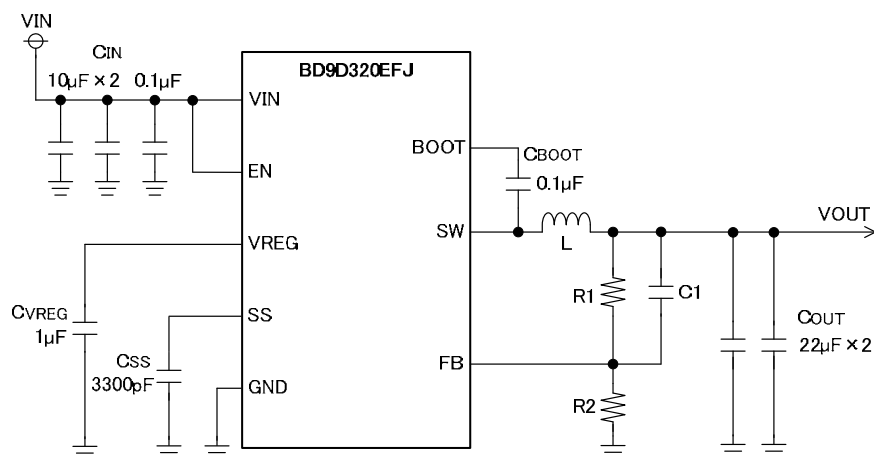 VIN
CIN
10μF×2 0.1μF
BD9D320EFJ
VIN
EN
VREG
SS
GND
BOOT
SW
FB
CBOOT
0.1μF
L
VOUT
R1
C1
R2
COUT
22μF×2
CVREG
1μF
CSS
3300pF